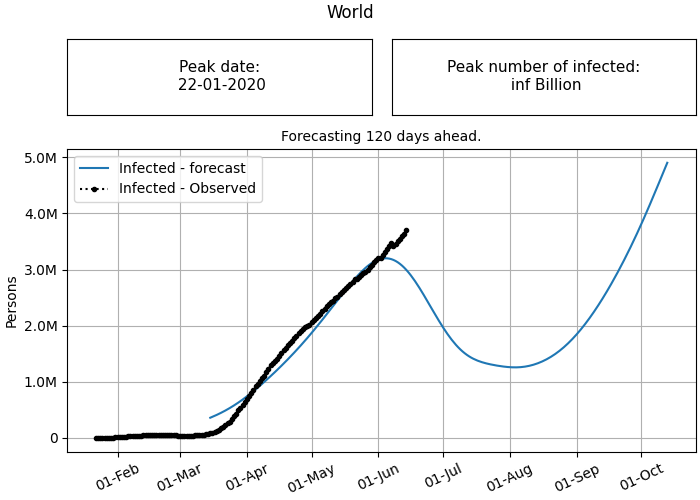 World
Peak date:
22-01-2020
Peak number of infected:
inf Billion
Forecasting 120 days ahead.
Infected - forecast
Infected - Observed
5.0M
4.0M
3.0M
2.0M
1.0M
0
Persons
01-Feb
01-Mar
01-Apr
01-May
01-Jun
01-Jul
01-Aug
01-Sep
01-Oct